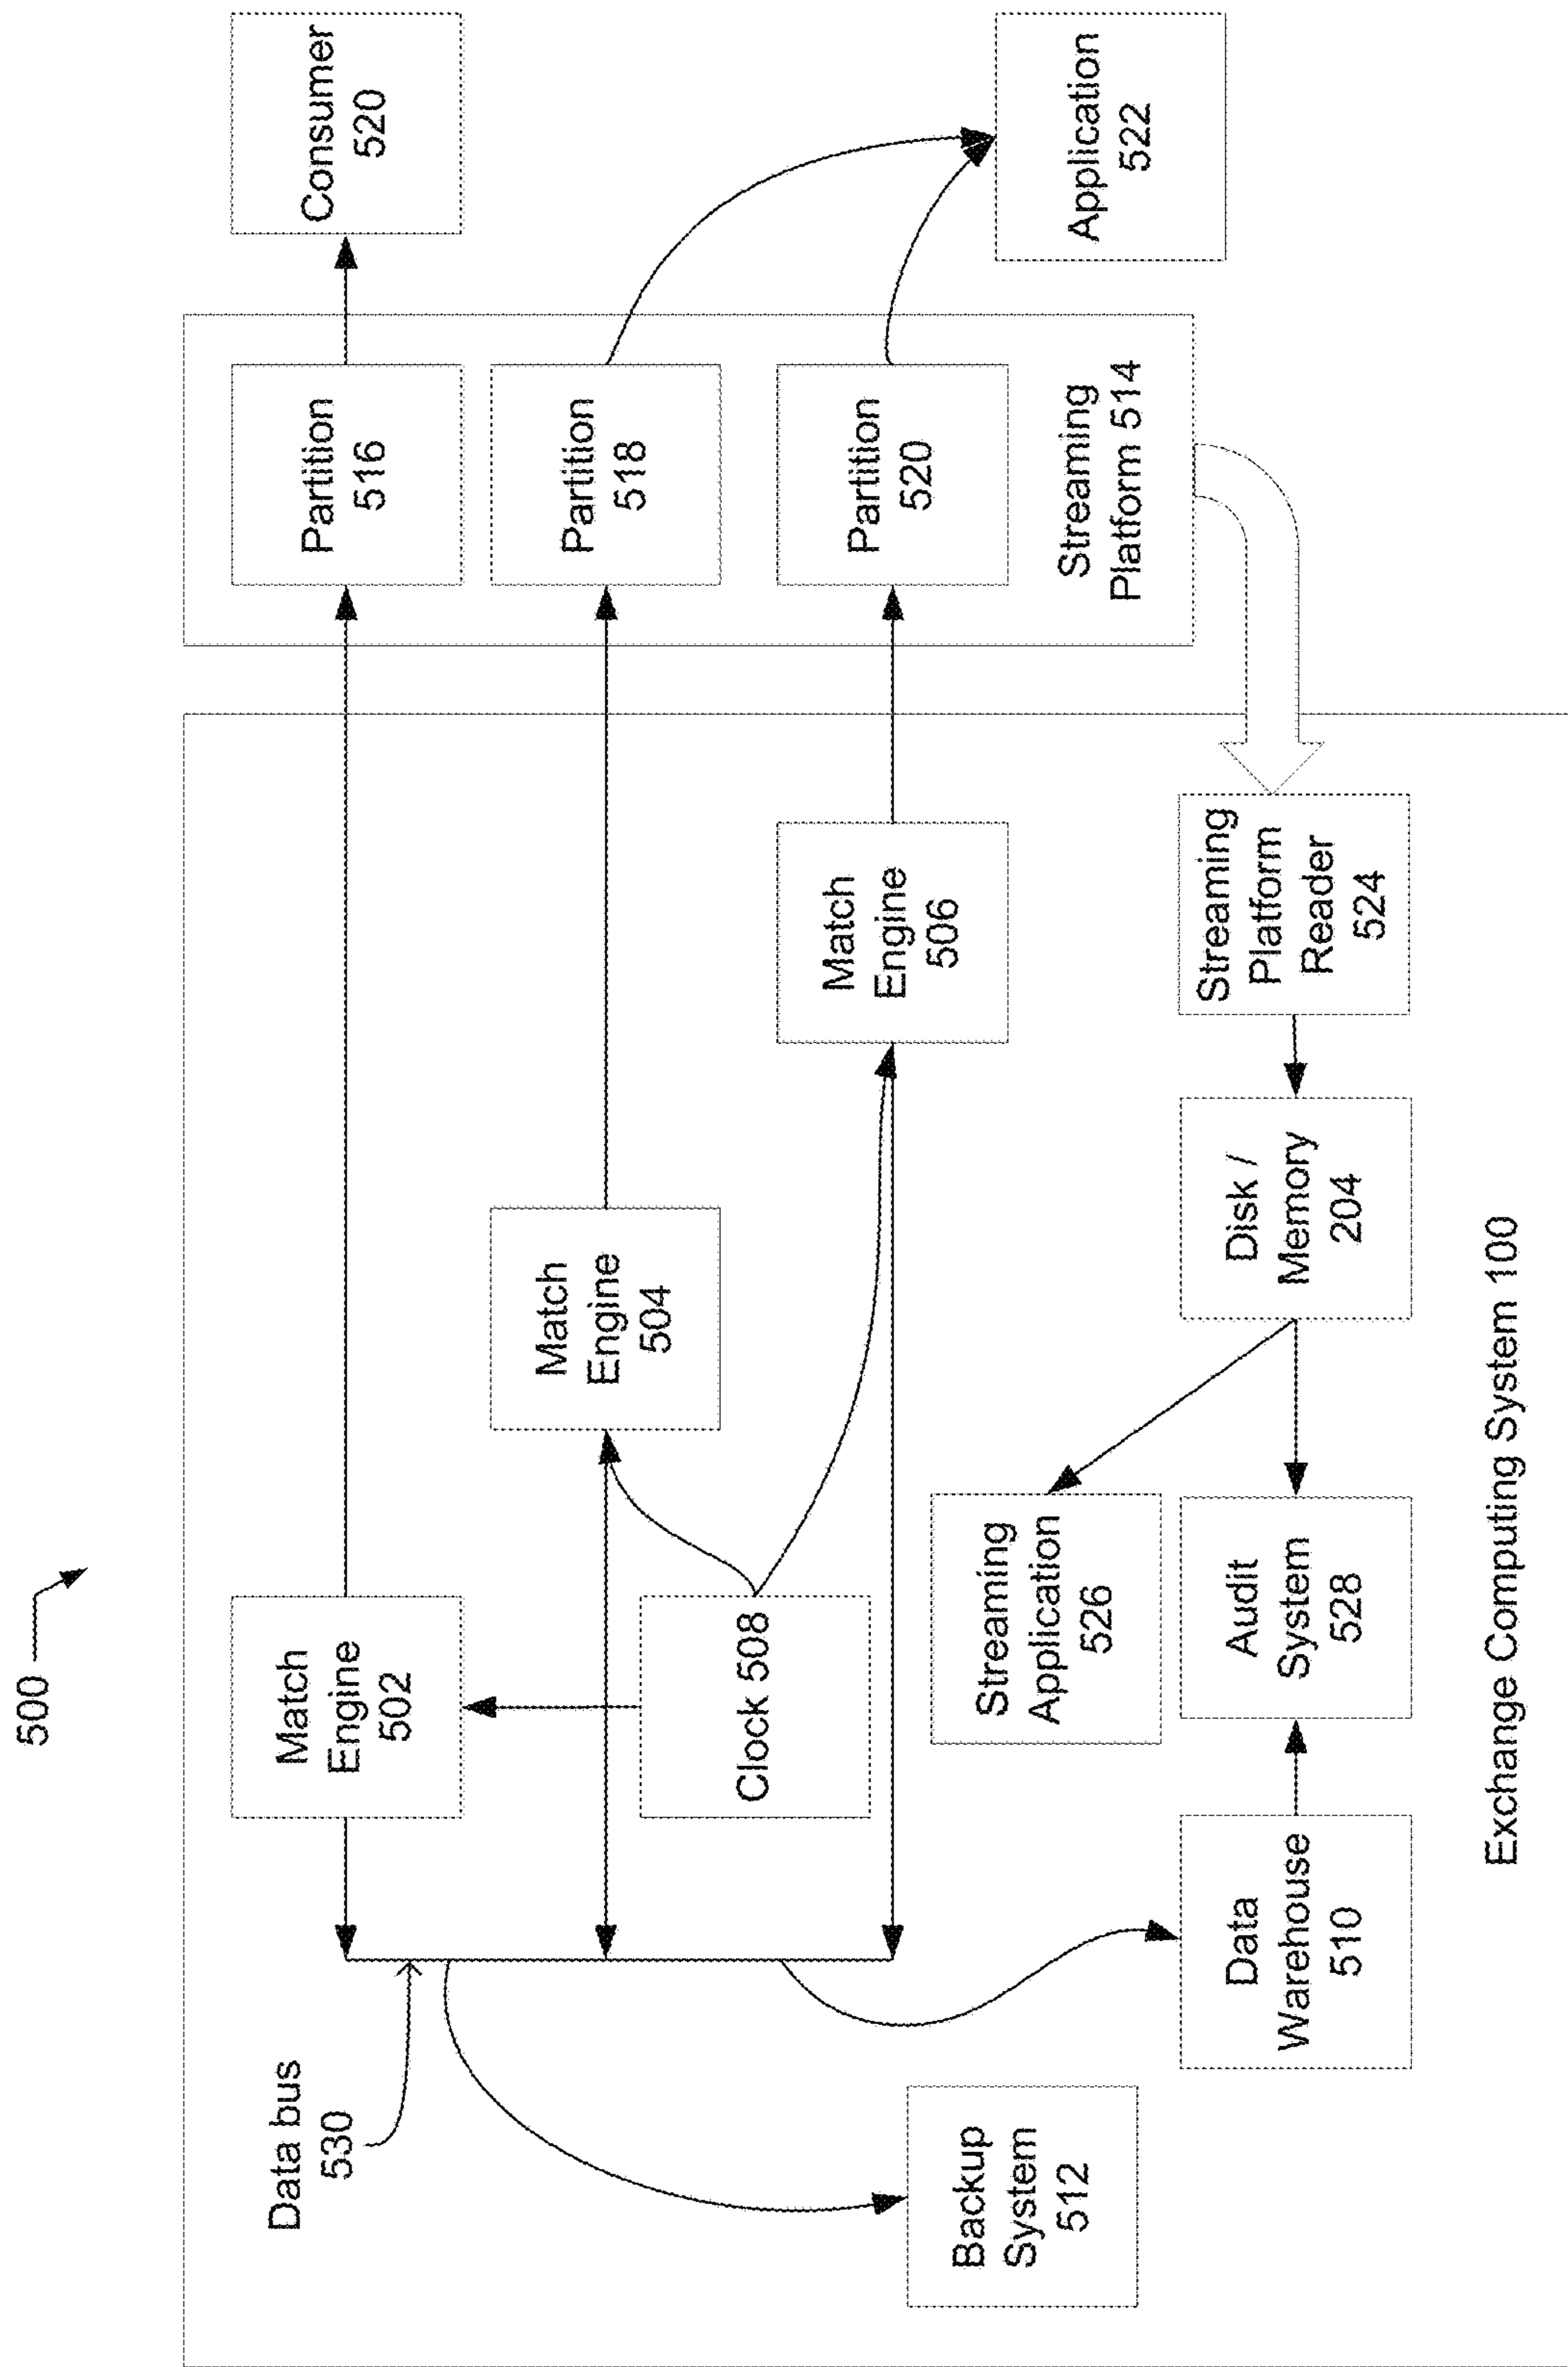 500
Data bus
530
Backup
System
512
Match
Engine
502
Clock 508
Match
Engine
504
Match
Engine
506
Data
Warehouse
510
Audit
System
528
Streaming
Application
526
Disk /
Memory
204
Streaming
Platform
Reader
524
Exchange Computing System 100
Partition
516
Partition
518
Partition
520
Streaming
Platform 514
Consumer
520
Application
522